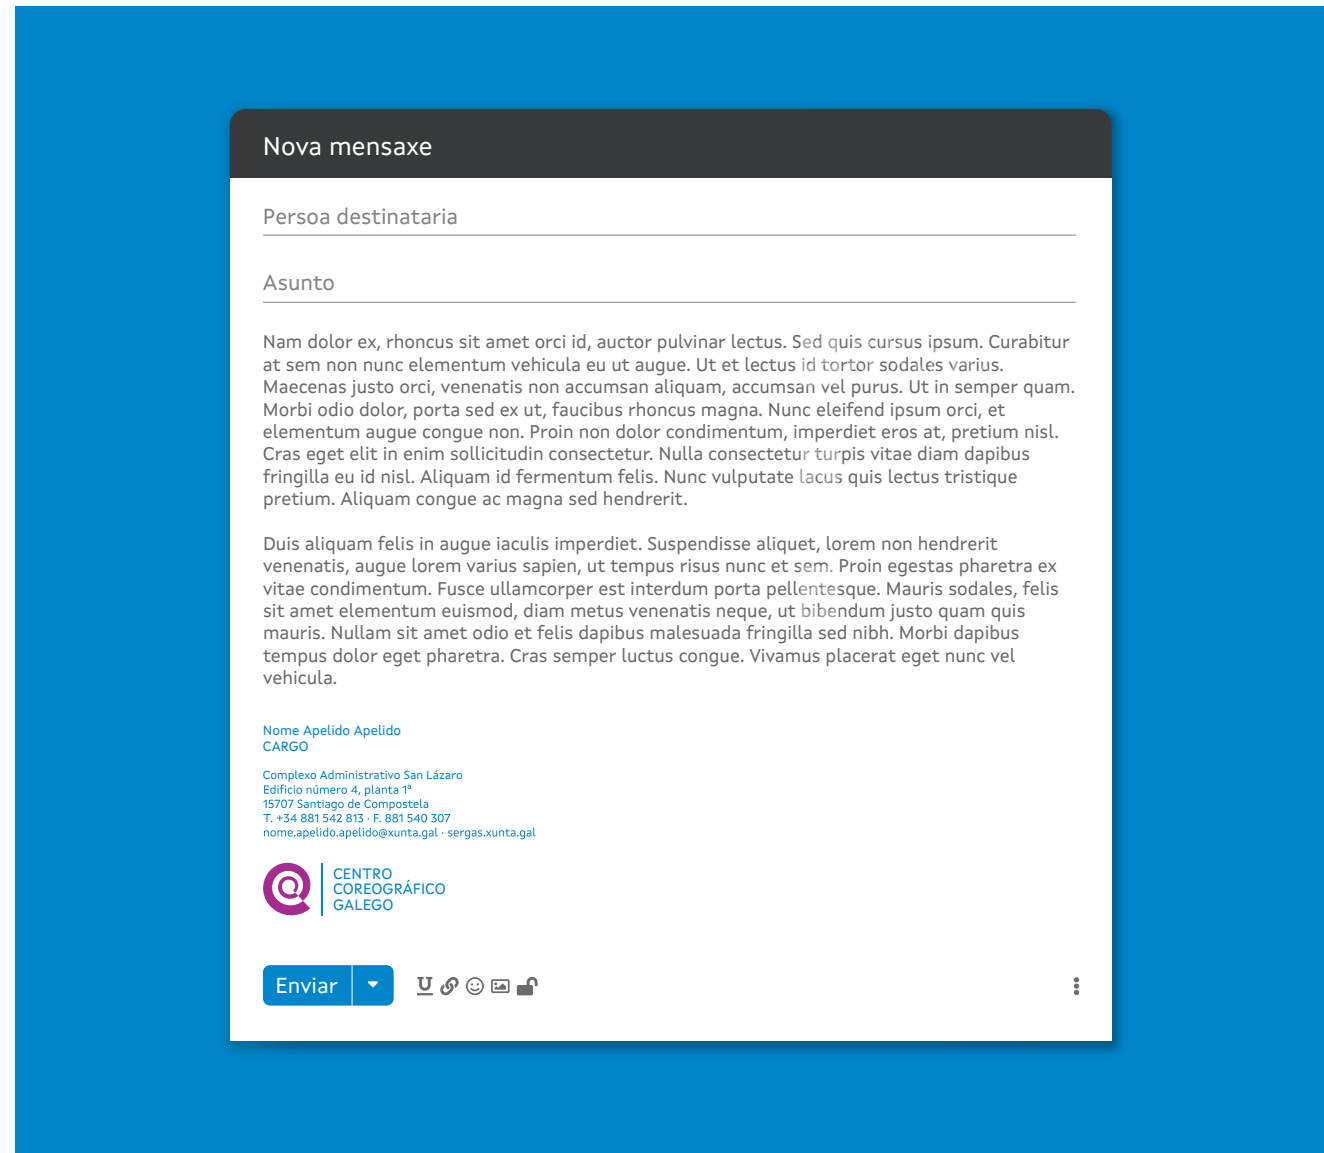 Nova mensaxe
Persoa destinataria
Asunto
Nam dolor ex, rhoncus sit amet orci id, auctor pulvinar lectus. Sed quis cursus ipsum. Curabitur
at sem non nunc elementum vehicula eu ut augue. Ut et lectus id tortor sodales varius.
Maecenas justo orci, venenatis non accumsan aliquam, accumsan vel purus. Ut in semper quam.
Morbi odio dolor, porta sed ex ut, faucibus rhoncus magna. Nunc eleifend ipsum orci, et
elementum augue congue non. Proin non dolor condimentum, imperdiet eros at, pretium nisl.
Cras eget elit in enim sollicitudin consectetur. Nulla consectetur turpis vitae diam dapibus
fringilla eu id nisl. Aliquam id fermentum felis. Nunc vulputate lacus quis lectus tristique
pretium. Aliquam congue ac magna sed hendrerit.
Duis aliquam felis in augue iaculis imperdiet. Suspendisse aliquet, lorem non hendrerit
venenatis, augue lorem varius sapien, ut tempus risus nunc et sem. Proin egestas pharetra ex
vitae condimentum. Fusce ullamcorper est interdum porta pellentesque. Mauris sodales, felis
sit amet elementum euismod, diam metus venenatis neque, ut bibendum justo quam quis
mauris. Nullam sit amet odio et felis dapibus malesuada fringilla sed nibh. Morbi dapibus
tempus dolor eget pharetra. Cras semper luctus congue. Vivamus placerat eget nunc vel
vehicula.
Nome Apelido Apelido
CARGO
Complexo Administrativo San Lázaro
Edificio número 4, planta 1ª
15707 Santiago de Compostela
T. +34 881 542 813 · F. 881 540 307
nome.apelido.apelido@xunta.gal · sergas.xunta.gal
CENTRO
COREOGRÁFICO
GALEGO
Enviar